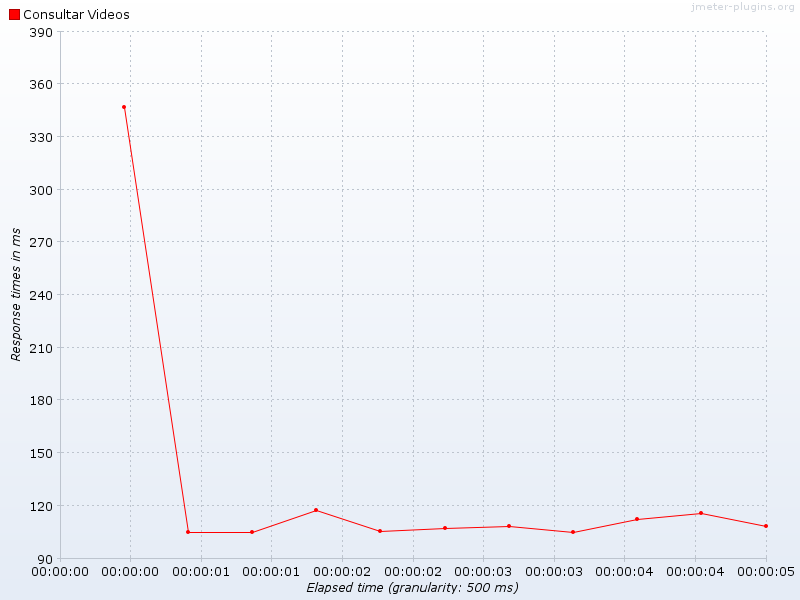 jmeter-plugins.org
Consultar Videos
390
360
330
300
270
240
210
180
150
120
90
Response times in ms
00:00:00 00:00:00 00:00:01 00:00:01 00:00:02 00:00:02 00:00:03 00:00:03 00:00:04 00:00:04 00:00:05
Elapsed time (granularity: 500 ms)